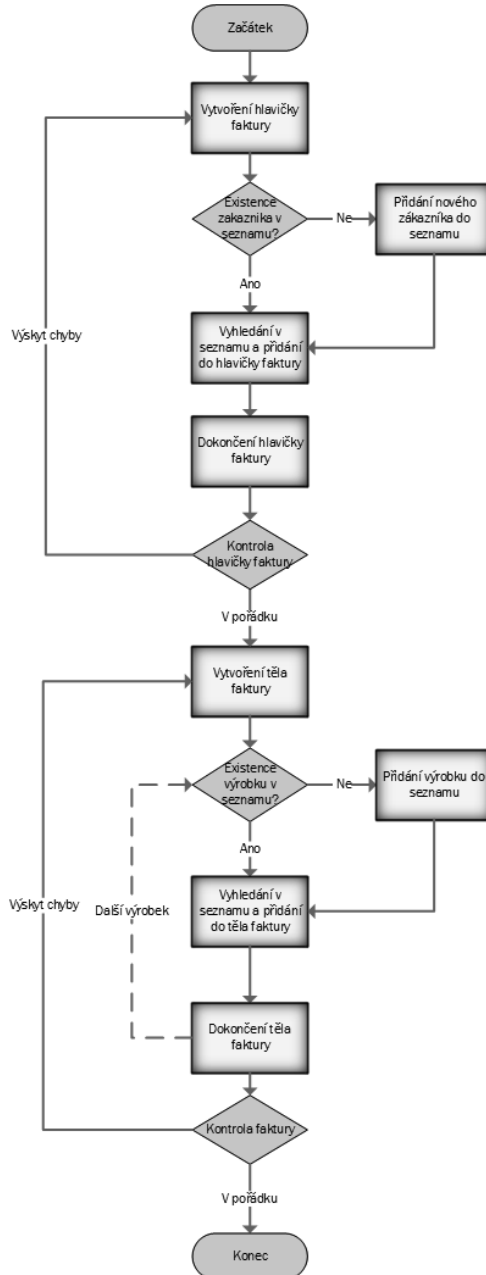 Začátek
Vytvoření hlavičky
faktury
Existence
zakaznika v
seznamu?
Ne
Přidání nového
zákazníka do
seznamu
Ano
Výskyt chyby
Vyhledání v
seznamu a přidání
do hlavičky faktury
Dokončení hlavičky
faktury
Kontrola
hlavičky faktury
V pořádku
Vytvoření těla
faktury
Existence
výrobku v
seznamu?
Ne
Přidání výrobku do
seznamu
Ano
Výskyt chyby
Další výrobek
Vyhledání v
seznamu a přidání
do těla faktury
Dokončení těla
faktury
Kontrola faktury
V pořádku
Konec